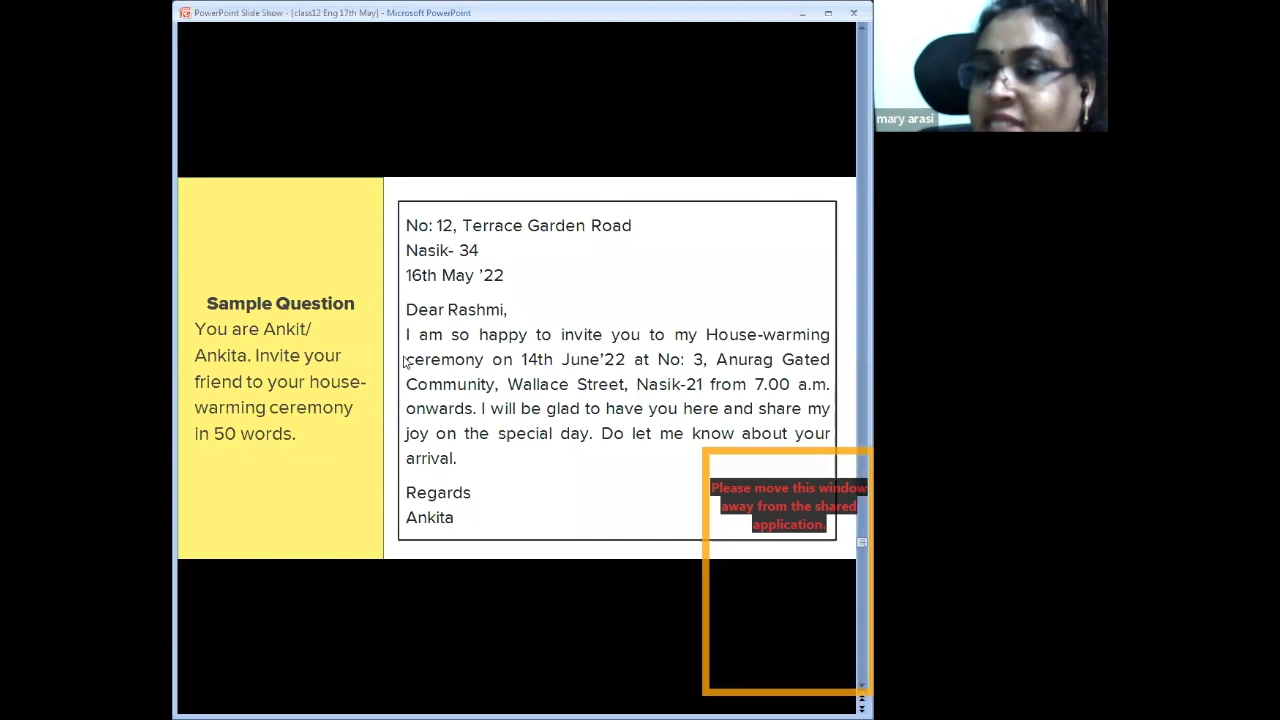 PowerPoint Slide Show - [class12 Eng 17th May] - Microsoft PowerPoint
mary arasi
Sample Question
You are Ankit/
Ankita. Invite your
friend to your house-
warming ceremony
in 50 words.
No: 12, Terrace Garden Road
Nasik- 34
16th May ’22
Dear Rashmi,
I am so happy to invite you to my House-warming
ceremony on 14th June’22 at No: 3, Anurag Gated
Community, Wallace Street, Nasik-21 from 7.00 a.m.
onwards. I will be glad to have you here and share my
joy on the special day. Do let me know about your
arrival.
Regards
Ankita
Please move this window
away from the shared
application.